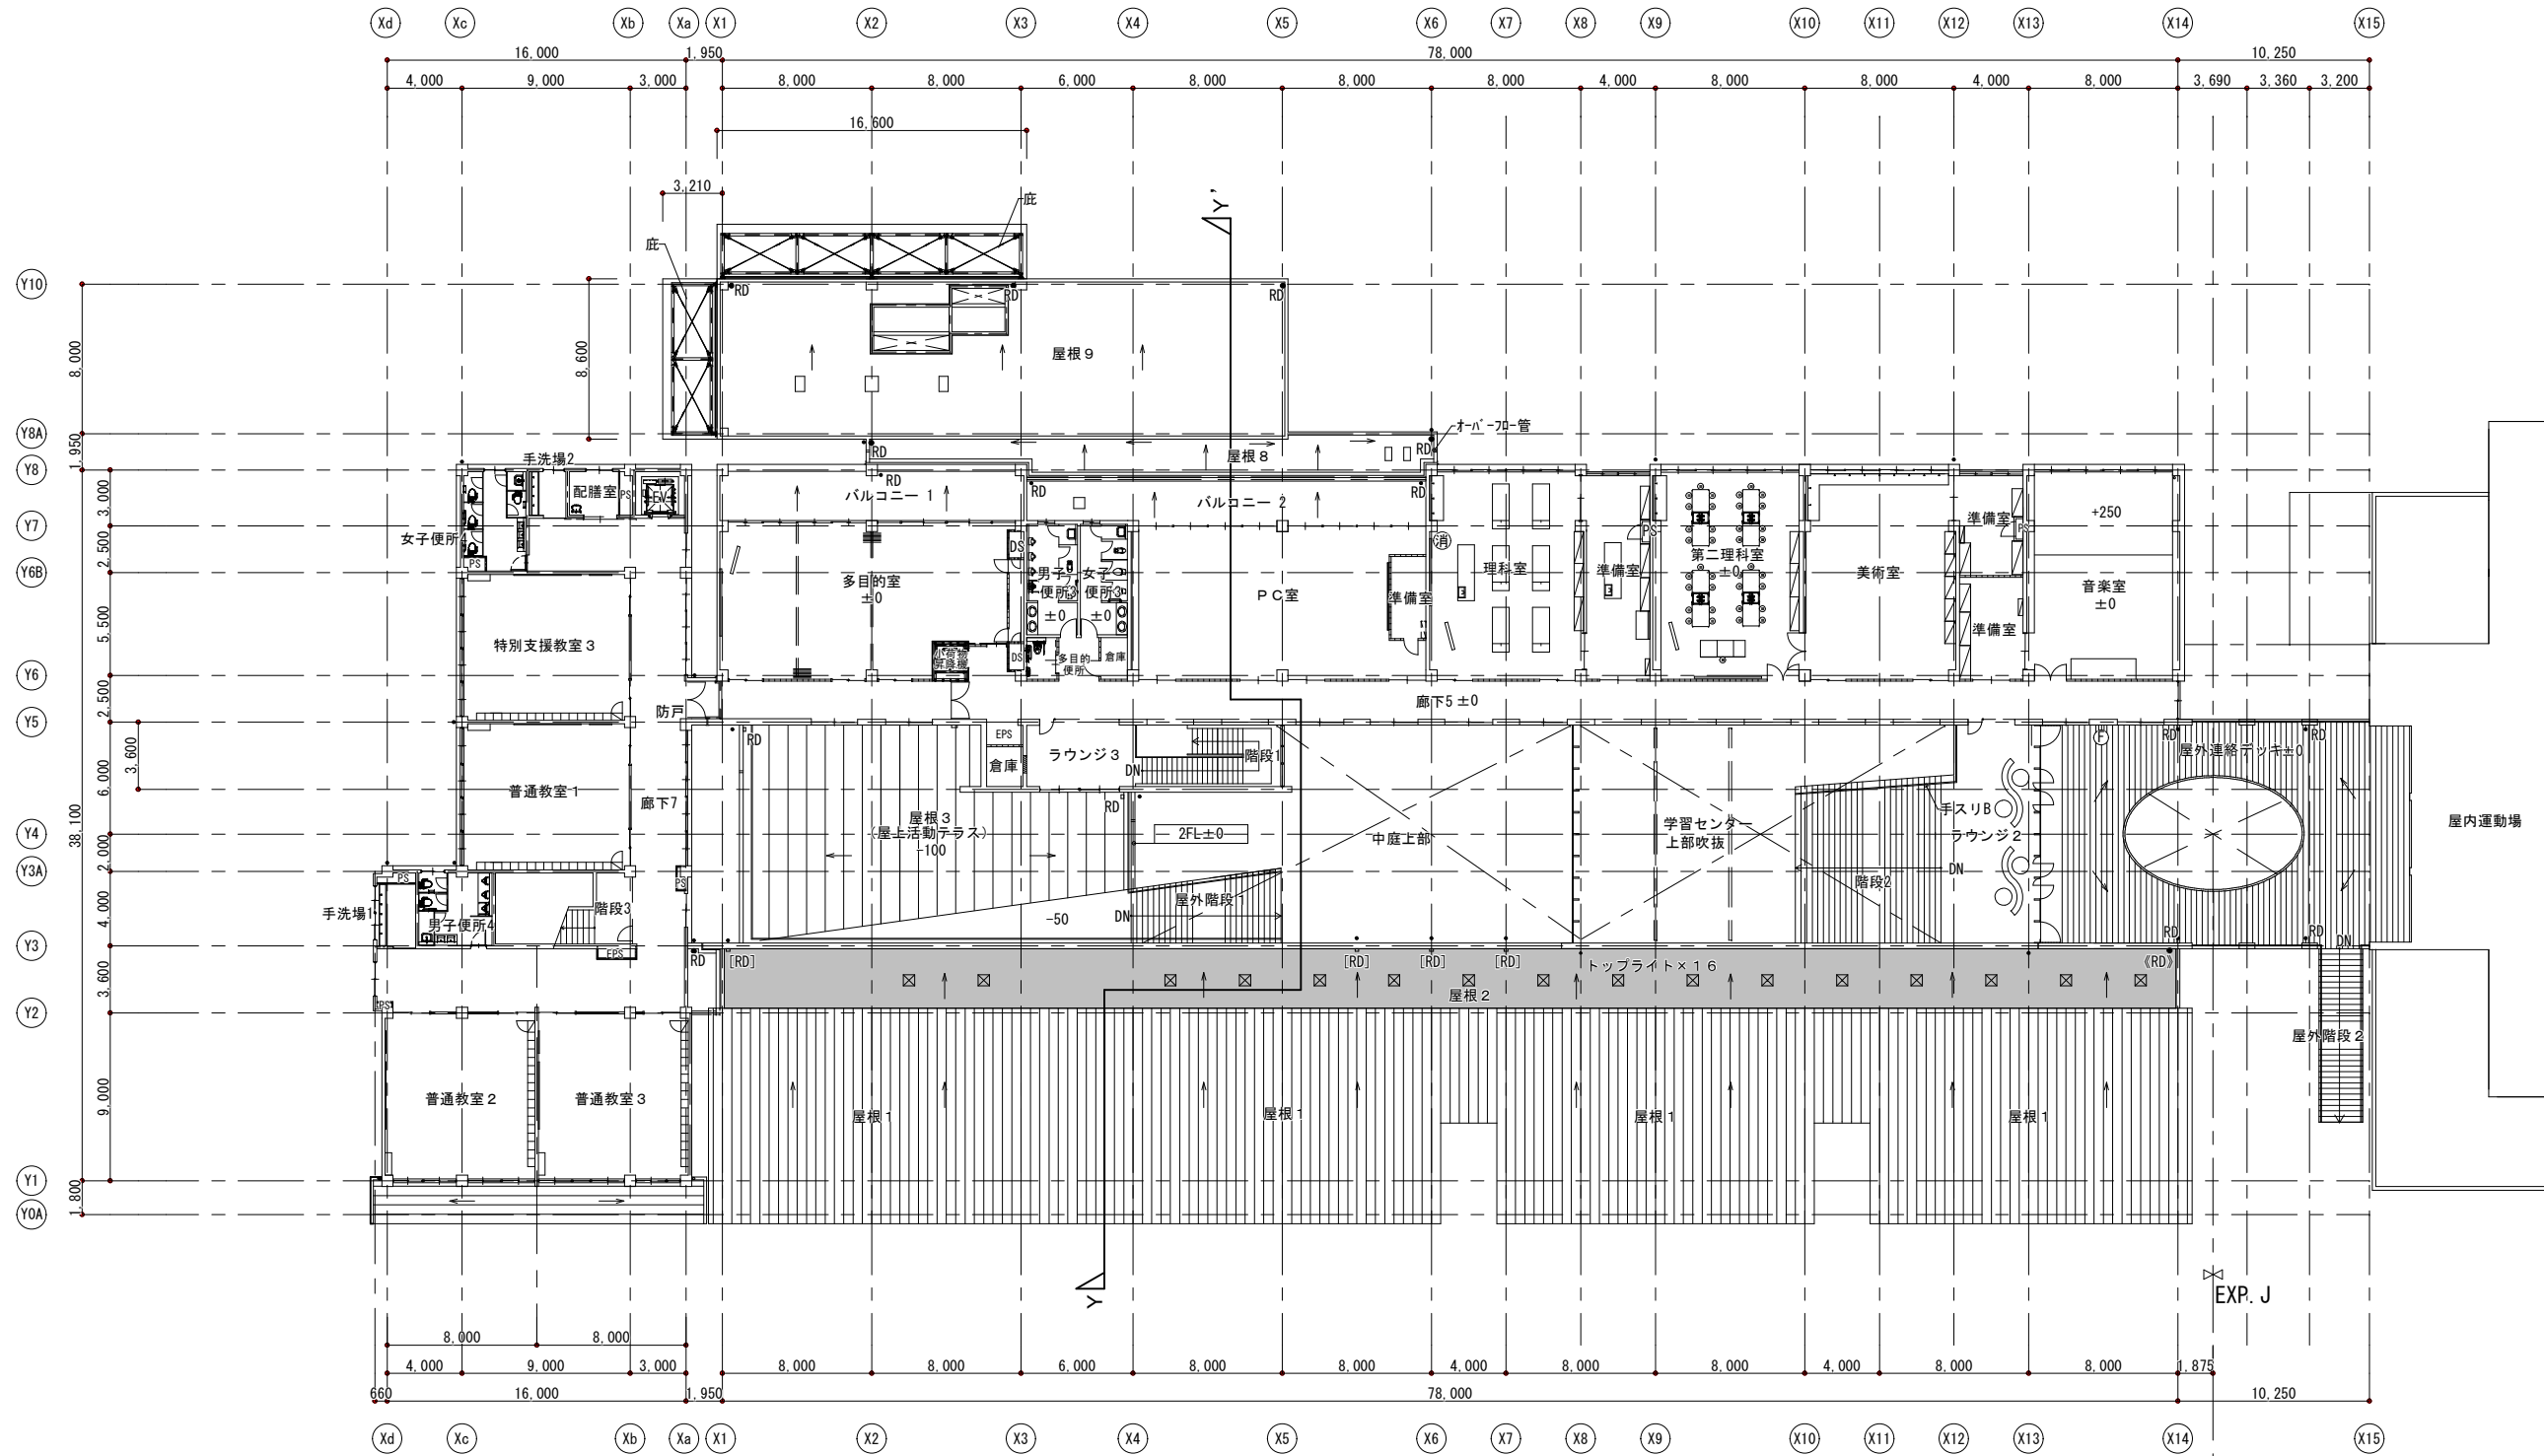 Xd Xc Xb Xa X1 X2 X3 X4 X5 X6 X7 X8 X9 X10 X11 X12 X13 X14 X15
16,000 1,950 78,000 10,250
4,000 9,000 3,000 8,000 8,000 6,000 8,000 8,000 8,000 4,000 8,000 8,000 4,000 8,000 3,690 3,360 3,200
16,600
3,210
庇
庇
Y'
Y10
RD RD RD
8,000
8,600
屋根9
Y8A
オーバーフロー管
RD RD
1,950
屋根8
Y8
手洗場2
配膳室 PS EV
RD
バルコニー 1
RD RD
バルコニー 2
3,000
Y7
+250
準備室
PS
PS
女子便所4
PS
DS
消
2,500
Y6B
多目的室
±0
男子
便所3
±0
女子
便所3
±0
PC室
準備室
理科室
準備室
第二理科室
±0
美術室
音楽室
±0
5,500
特別支援教室3
小荷物
昇降機
DS
多目的
便所
倉庫
準備室
Y6
2,500
防戸
廊下5 ±0
Y5
RD
EPS
倉庫
ラウンジ3
階段1
DN
F
RD RD
屋外連絡デッキ±0
3,600
6,000
普通教室1
廊下7
RD
手スリB
ラウンジ2
屋根3
(屋上活動テラス)
-100
2FL±0
中庭上部
学習センター
上部吹抜
屋内運動場
Y4
38,100
2,000
Y3A
PS
PS
DN
階段2
手洗場1
男子便所4
階段3
4,000
-50
DN
屋外階段1
RD RD
DN
Y3
EPS
RD [RD] [RD] [RD] [RD] 《RD》
トップライト×16
屋根2
3,600
PS
Y2
屋外階段2
9,000
普通教室2
普通教室3
屋根1
屋根1
屋根1
屋根1
Y1
1,800
Y0A
Y
EXP.J
8,000 8,000
4,000 9,000 3,000 8,000 8,000 6,000 8,000 8,000 4,000 8,000 8,000 4,000 8,000 8,000 1,875
660 16,000 1,950 78,000 10,250
Xd Xc Xb Xa X1 X2 X3 X4 X5 X6 X7 X8 X9 X10 X11 X12 X13 X14 X15